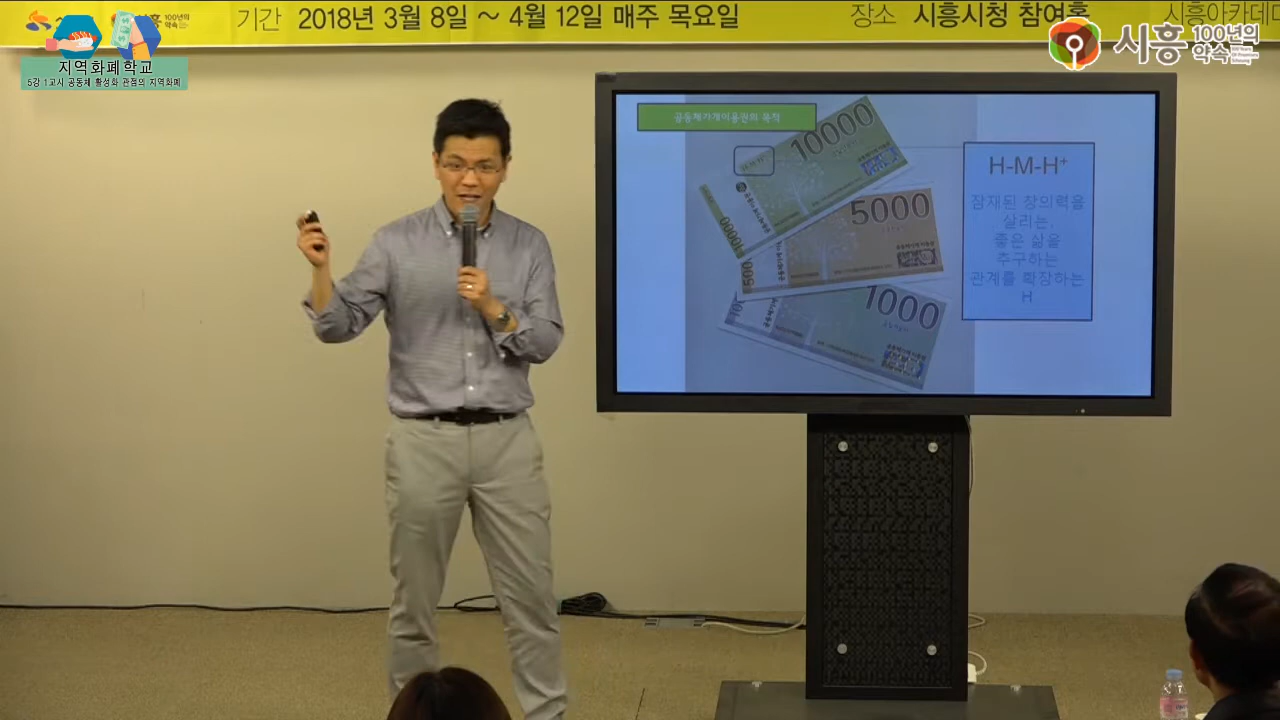 기간 2018년 3월 8일 ~ 4월 12일 매주 목요일
장소 시흥시청 참여홀
시흥아카데미
지역화폐학교
5강 1교시 공동체 활성화 관점의 지역화폐
시흥 100년의
약속
공동체가게이용권의 목적
10000
10000
5000
500
1000
H-M-H+
잠재된 창의력을
살리는,
좋은 삶을
추구하는
관계를 확장하는
H